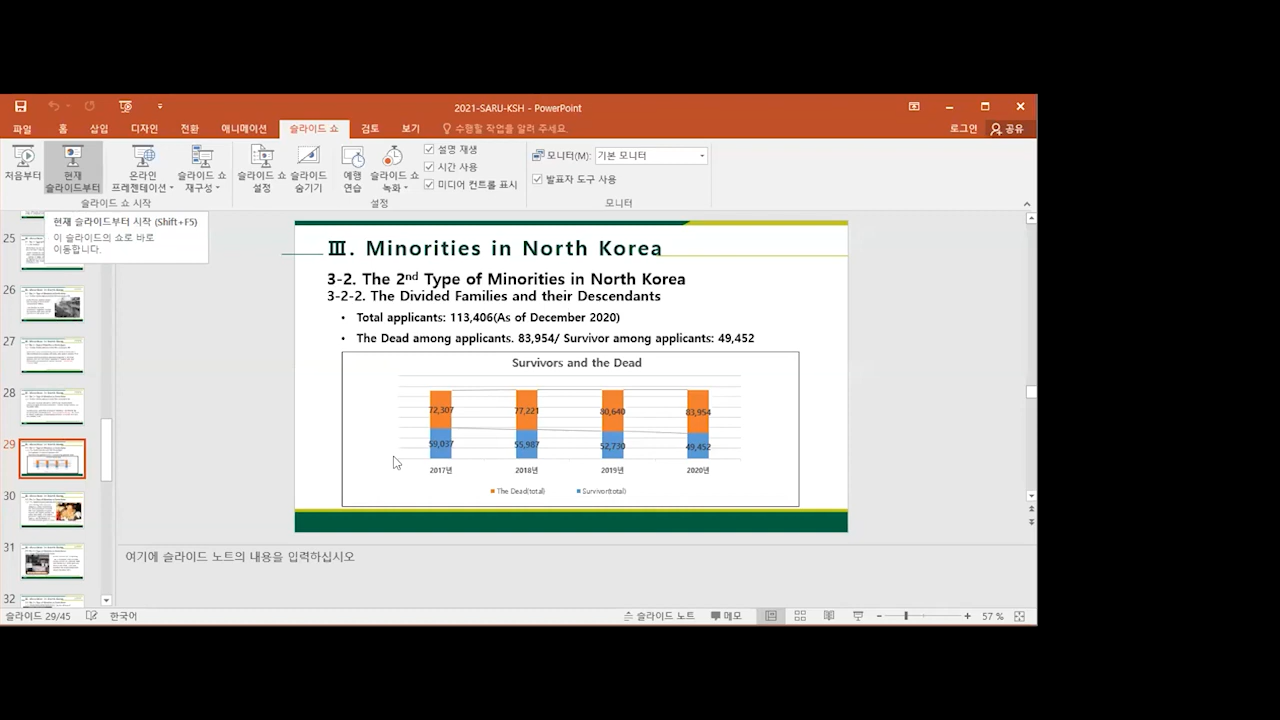 2021-SARU-KSH - PowerPoint
파일 홈 삽입 디자인 전환 애니메이션 슬라이드 쇼 검토 보기 수행할 작업을 알려 주세요. 로그인 공유
처음부터
현재 슬라이드부터
온라인 프레젠테이션
슬라이드 쇼 재구성
슬라이드 쇼 설정
슬라이드 숨기기
예행 연습
슬라이드 쇼 녹화
설명 재생
시간 사용
미디어 컨트롤 표시
모니터(M): 기본 모니터
발표자 도구 사용
슬라이드 쇼 시작 설정 모니터
현재 슬라이드부터 시작 (Shift+F5)
이 슬라이드의 쇼로 바로
이동합니다.
25
26
27
28
29
30
31
32
Ⅲ. Minorities in North Korea
3-2. The 2nd Type of Minorities in North Korea
3-2-2. The Divided Families and their Descendants
• Total applicants: 113,406(As of December 2020)
• The Dead among applicants. 83,954/ Survivor among applicants: 49,452
Survivors and the Dead
72,307 77,221 80,640 83,954
59,037 55,987 52,730 49,452
2017년 2018년 2019년 2020년
The Dead(total) Survivor(total)
여기에 슬라이드 노트의 내용을 입력하십시오
슬라이드 29/45 한국어 슬라이드 노트 메모 57 %